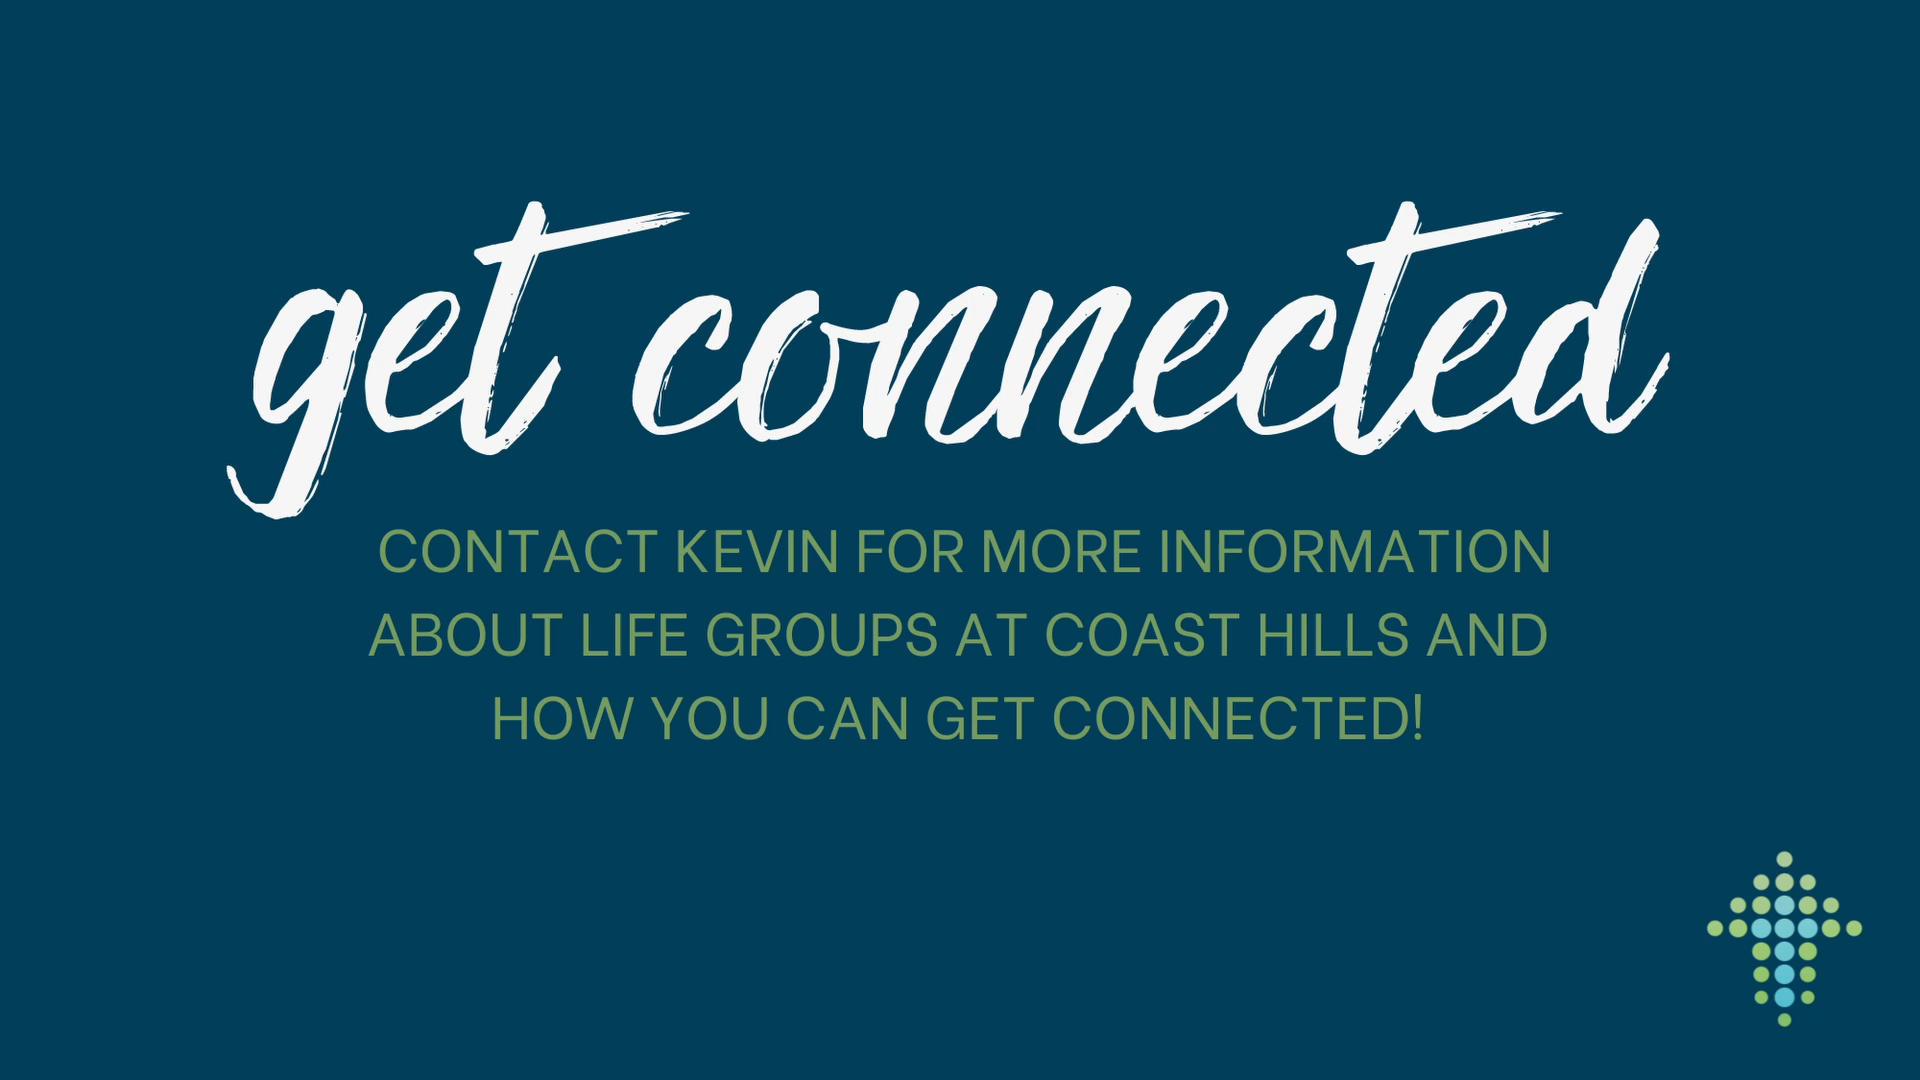 get connected
CONTACT KEVIN FOR MORE INFORMATION
ABOUT LIFE GROUPS AT COAST HILLS AND
HOW YOU CAN GET CONNECTED!